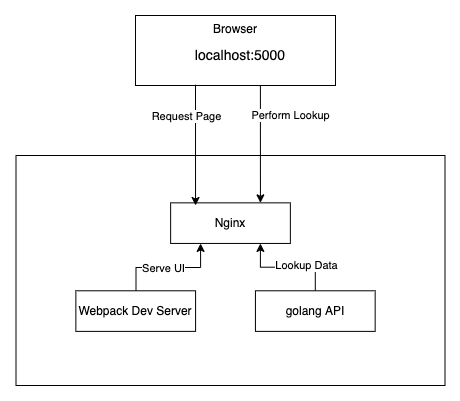 Browser
localhost:5000
Request Page
Perform Lookup
Nginx
Serve UI
Lookup Data
Webpack Dev Server
golang API